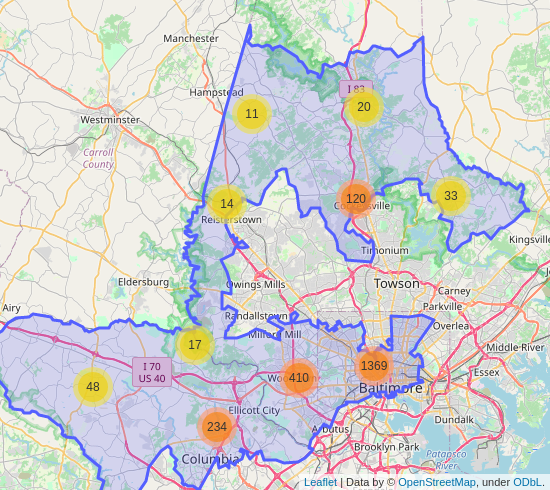 Manchester
I 83
Hampstead
11
20
Westminster
Carroll
County
14
120
33
Reisterstown
Kingsville
Timonium
Eldersburg
Owings Mills
Towson
Carney
Airy
Randallstown
Parkville
Overlea
17
Milford Mill
Middle River
I 70
US 40
48
410
1369
Essex
Baltimore
Ellicott City
234
Dundalk
Arbutus
Brooklyn Park
Columbia
Patapsco
River
Leaflet | Data by © OpenStreetMap, under ODbL.